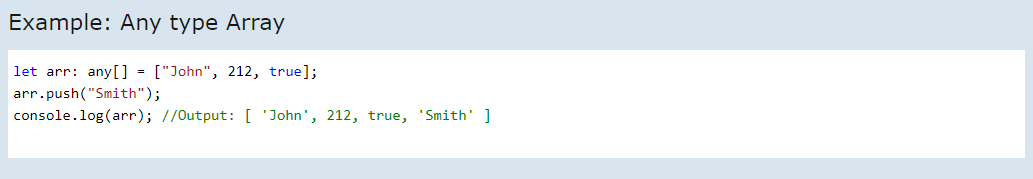 Example: Any type Array
let arr: any[] = ["John", 212, true];
arr.push("Smith");
console.log(arr); //Output: [ 'John', 212, true, 'Smith' ]